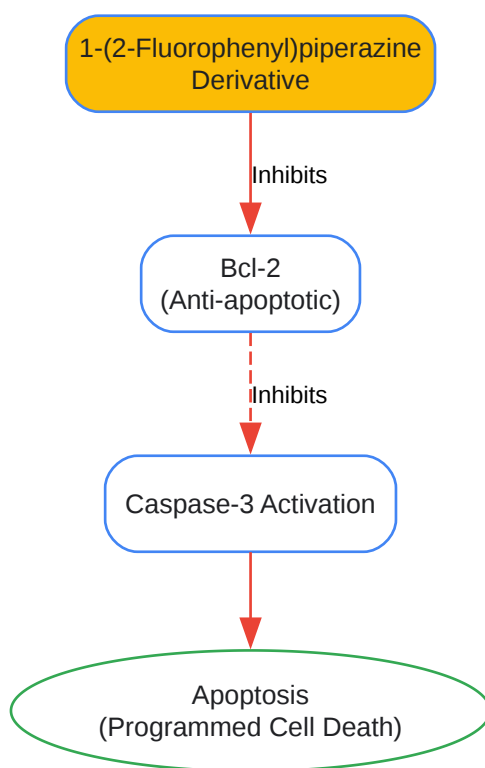 1-(2-Fluorophenyl)piperazine
Derivative
Inhibits
Bcl-2
(Anti-apoptotic)
Inhibits
Caspase-3 Activation
Apoptosis
(Programmed Cell Death)